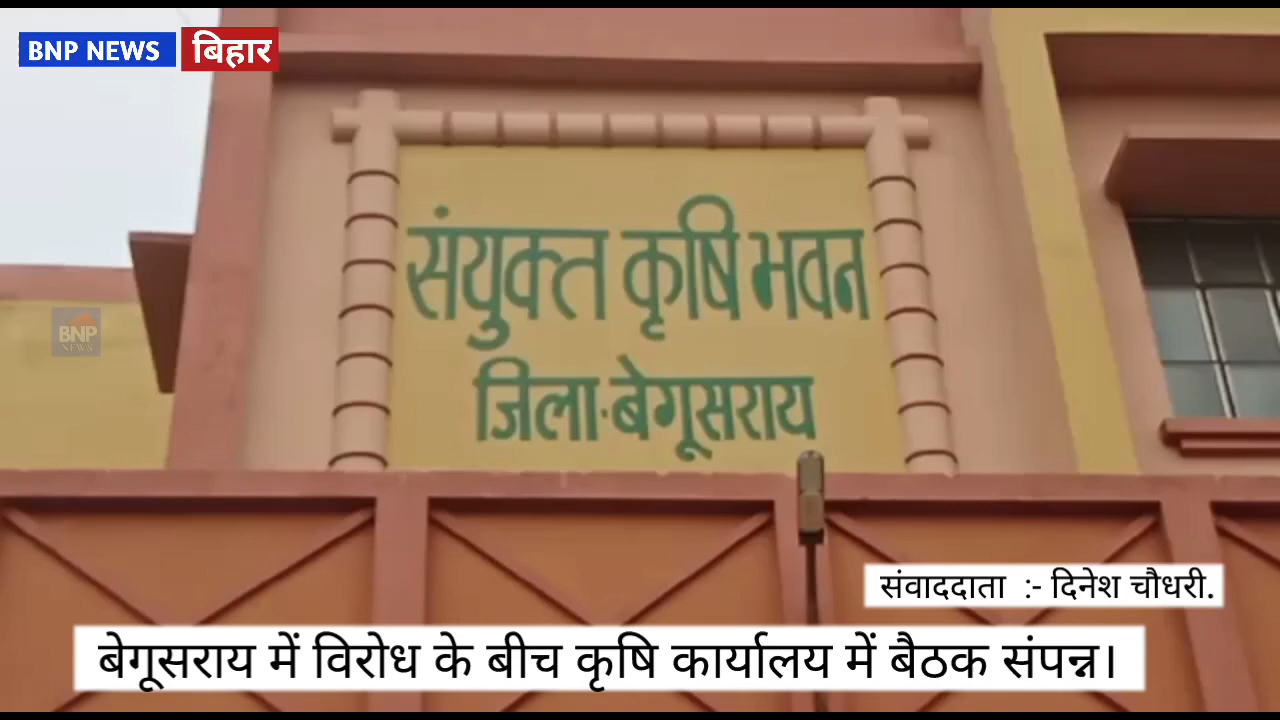 BNP NEWS बिहार
संयुक्त कृषि भवन
जिला-बेगूसराय
BNP
NEWS
संवाददाता :- दिनेश चौधरी.
बेगूसराय में विरोध के बीच कृषि कार्यालय में बैठक संपन्न।